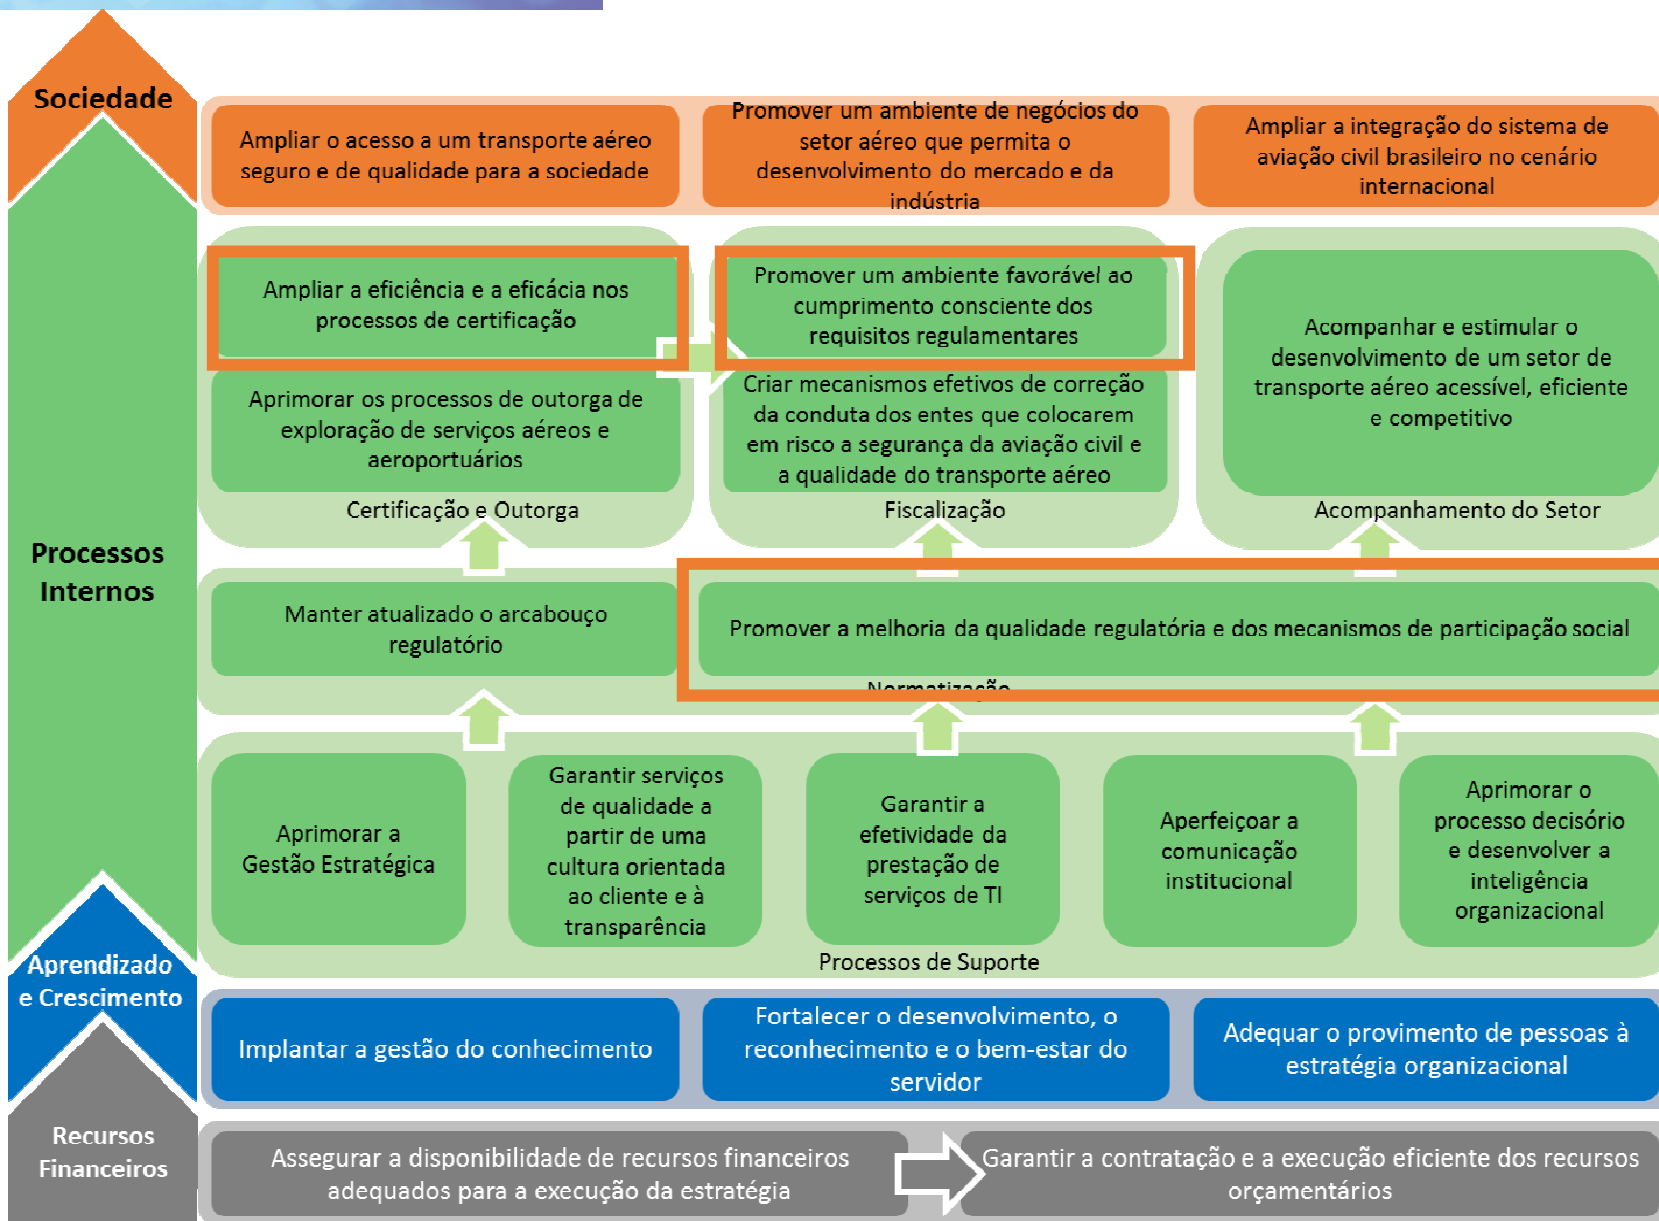 Sociedade
Ampliar o acesso a um transporte aéreo
seguro e de qualidade para a sociedade
Promover um ambiente de negócios do
setor aéreo que permita o
desenvolvimento do mercado e da
indústria
Ampliar a integração do sistema de
aviação civil brasileiro no cenário
internacional
Processos
Internos
Ampliar a eficiência e a eficácia nos
processos de certificação
Aprimorar os processos de outorga de
exploração de serviços aéreos e
aeroportuários
Certificação e Outorga
Promover um ambiente favorável ao
cumprimento consciente dos
requisitos regulamentares
Criar mecanismos efetivos de correção
da conduta dos entes que colocarem
em risco a segurança da aviação civil e
a qualidade do transporte aéreo
Fiscalização
Acompanhar e estimular o
desenvolvimento de um setor de
transporte aéreo acessível, eficiente
e competitivo
Acompanhamento do Setor
Manter atualizado o arcabouço
regulatório
Promover a melhoria da qualidade regulatória e dos mecanismos de participação social
Normatização
Aprimorar a
Gestão Estratégica
Garantir serviços
de qualidade a
partir de uma
cultura orientada
ao cliente e à
transparência
Garantir a
efetividade da
prestação de
serviços de TI
Aperfeiçoar a
comunicação
institucional
Aprimorar o
processo decisório
e desenvolver a
inteligência
organizacional
Processos de Suporte
Aprendizado
e Crescimento
Implantar a gestão do conhecimento
Fortalecer o desenvolvimento, o
reconhecimento e o bem-estar do
servidor
Adequar o provimento de pessoas à
estratégia organizacional
Recursos
Financeiros
Assegurar a disponibilidade de recursos financeiros
adequados para a execução da estratégia
Garantir a contratação e a execução eficiente dos recursos
orçamentários